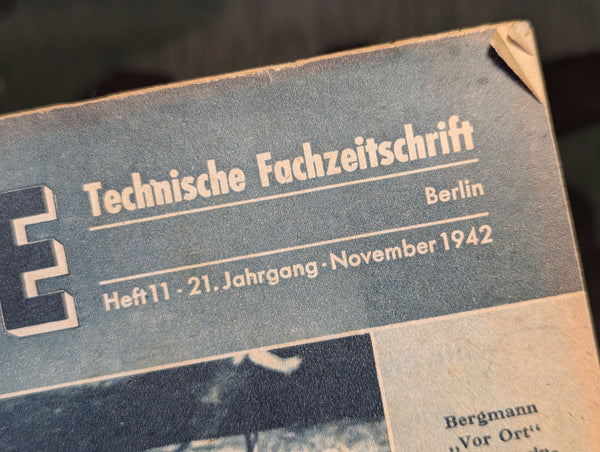 E
Technische Fachzeitschrift
Berlin
Heft 11 · 21. Jahrgang · November 1942
Bergmann
„Vor Ort“